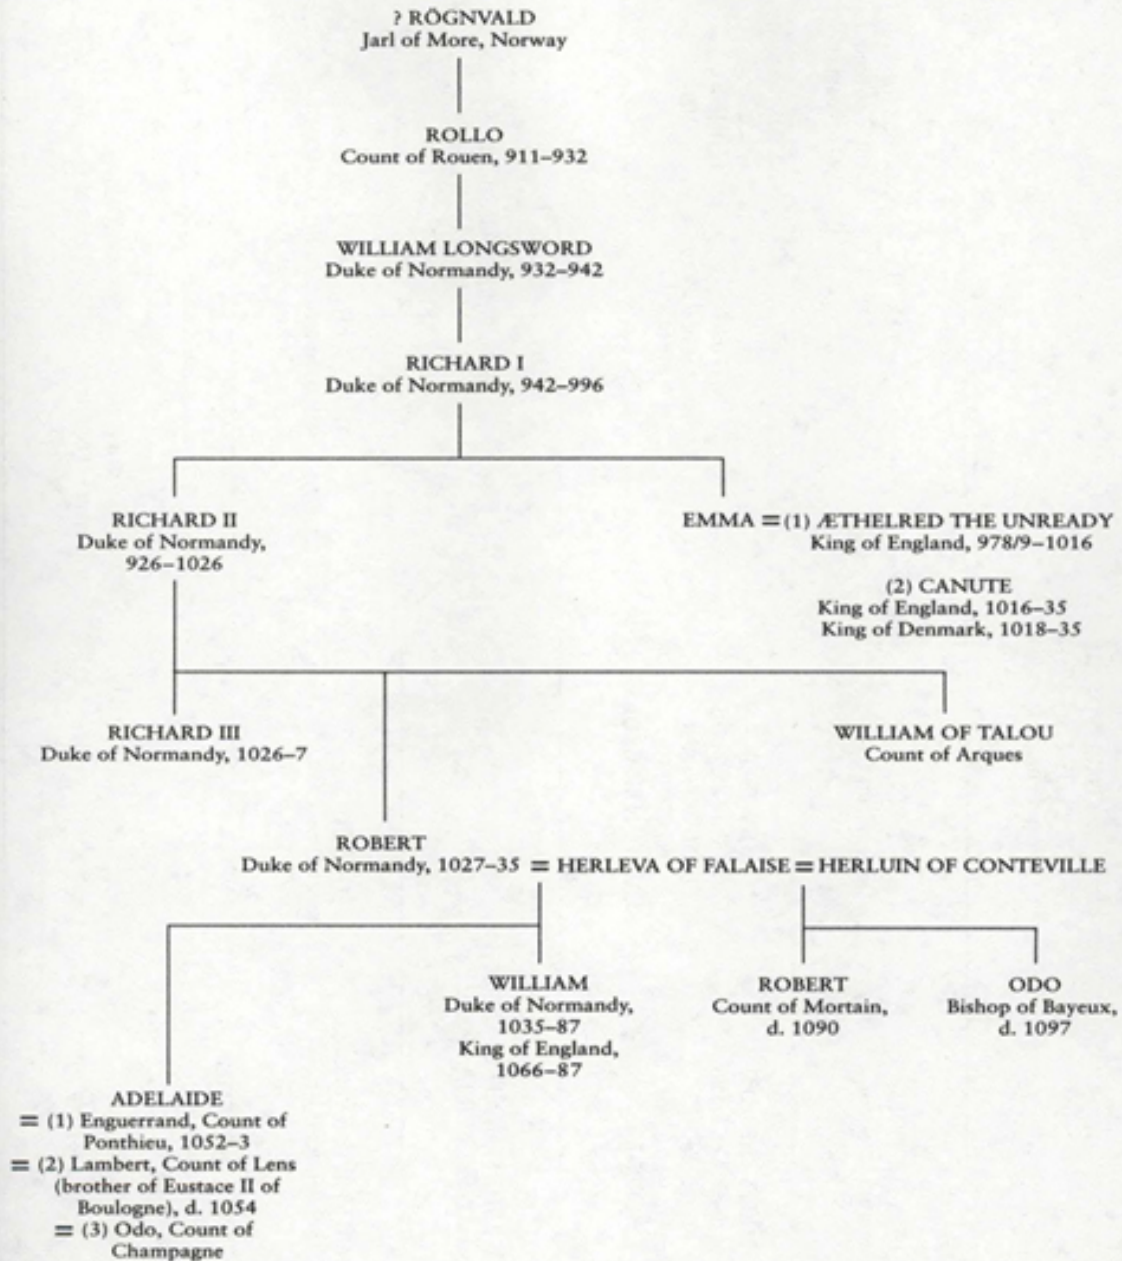 ? RÖGNVALD
Jarl of More, Norway
ROLLO
Count of Rouen, 911–932
WILLIAM LONGSWORD
Duke of Normandy, 932–942
RICHARD I
Duke of Normandy, 942–996
RICHARD II
Duke of Normandy,
926–1026
EMMA = (1) ÆTHELRED THE UNREADY
King of England, 978/9–1016
(2) CANUTE
King of England, 1016–35
King of Denmark, 1018–35
RICHARD III
Duke of Normandy, 1026–7
WILLIAM OF TALOU
Count of Arques
ROBERT
Duke of Normandy, 1027–35 = HERLEVA OF FALAISE = HERLUIN OF CONTEVILLE
WILLIAM
Duke of Normandy,
1035–87
King of England,
1066–87
ROBERT
Count of Mortain,
d. 1090
ODO
Bishop of Bayeux,
d. 1097
ADELAIDE
= (1) Enguerrand, Count of
Ponthieu, 1052–3
= (2) Lambert, Count of Lens
(brother of Eustace II of
Boulogne), d. 1054
= (3) Odo, Count of
Champagne